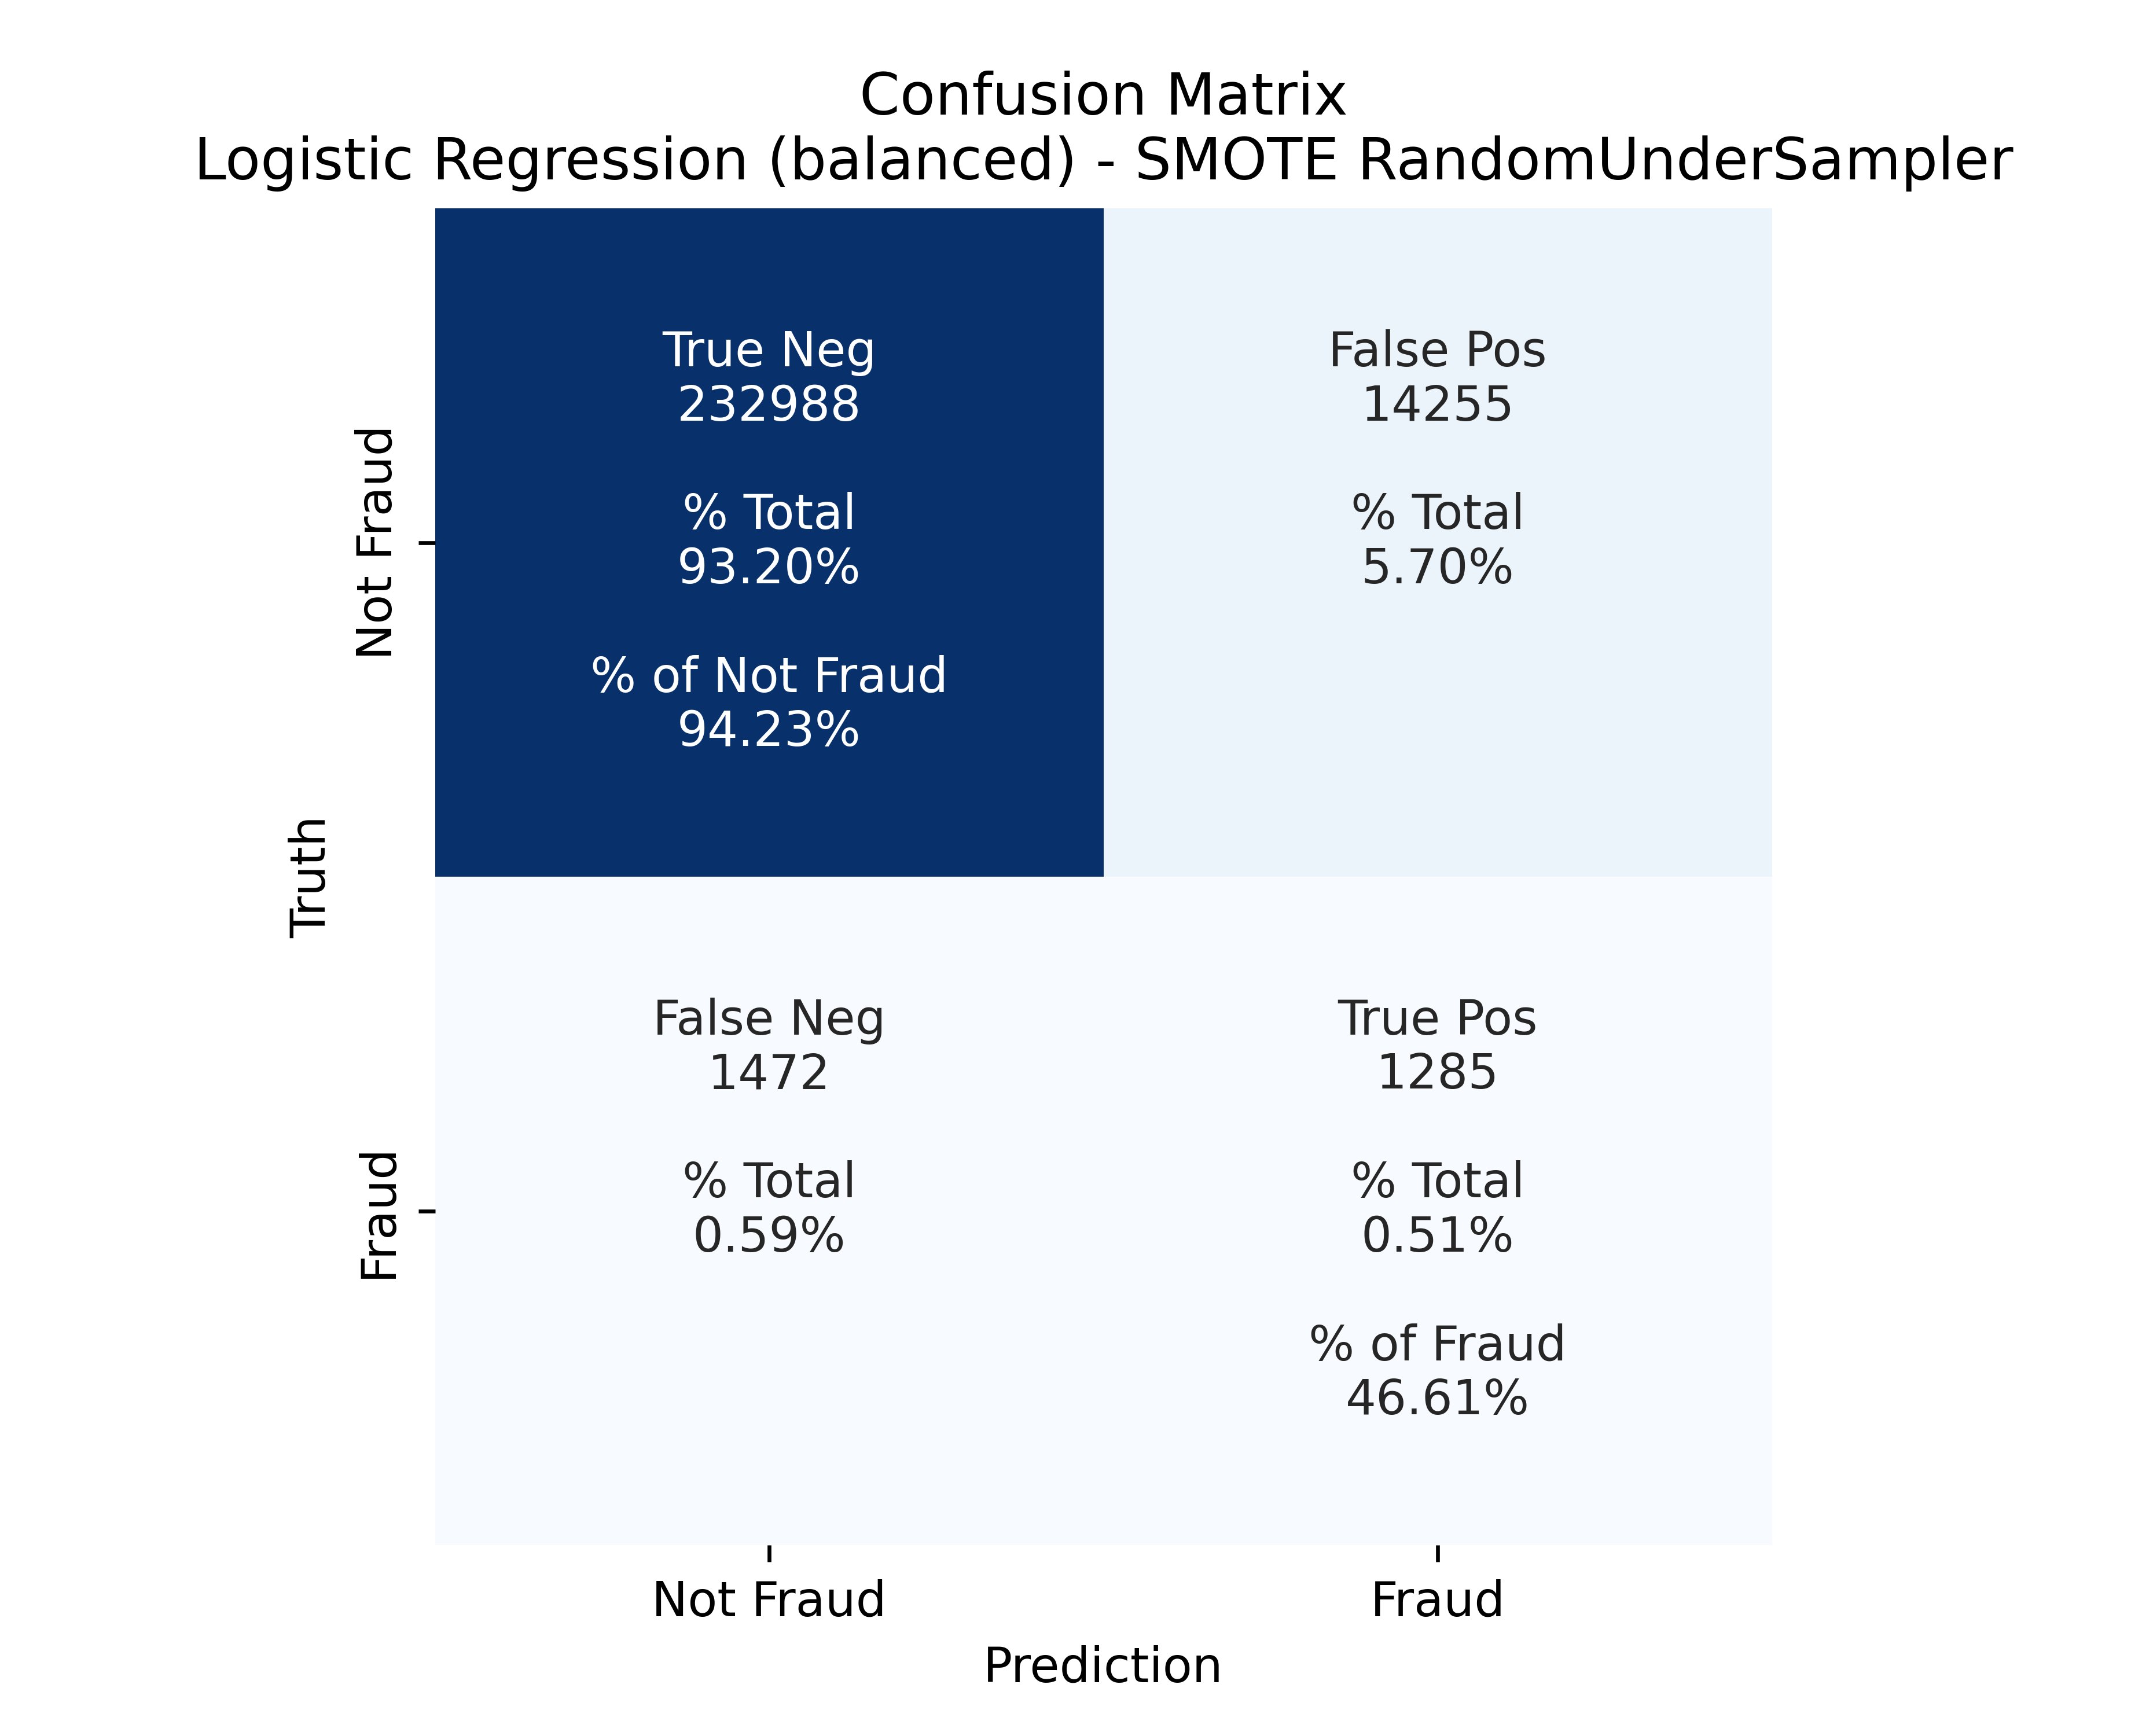 Confusion Matrix
Logistic Regression (balanced) - SMOTE RandomUnderSampler
Truth
Not Fraud
True Neg
232988
% Total
93.20%
% of Not Fraud
94.23%
False Pos
14255
% Total
5.70%
Fraud
False Neg
1472
% Total
0.59%
True Pos
1285
% Total
0.51%
% of Fraud
46.61%
Not Fraud
Fraud
Prediction